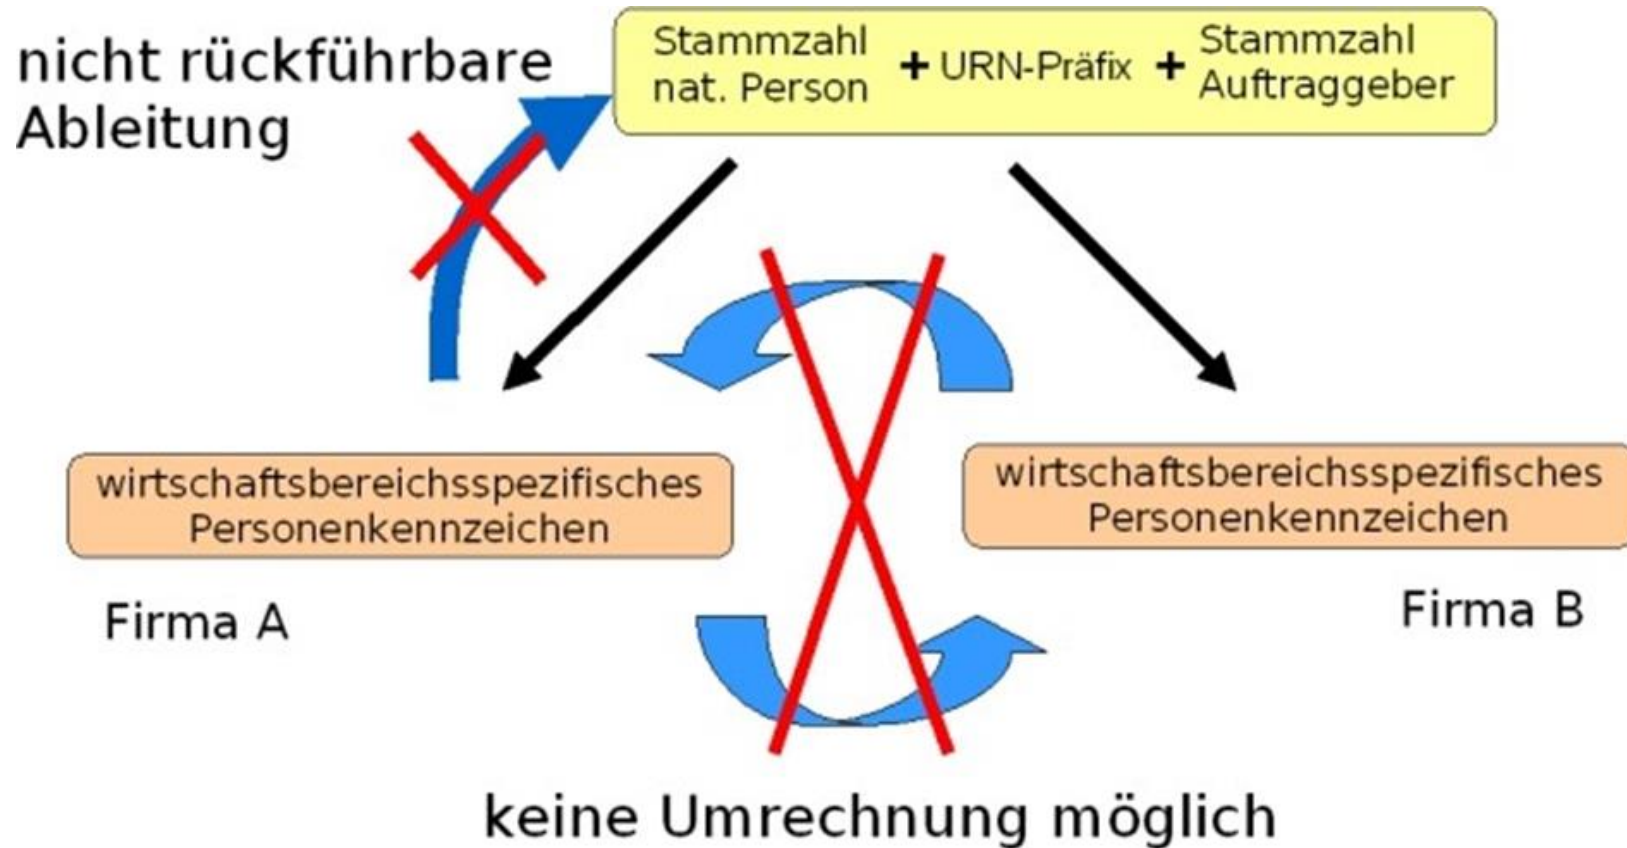 nicht rückführbare
Ableitung
Stammzahl
nat. Person
+ URN-Präfix +
Stammzahl
Auftraggeber
wirtschaftsbereichsspezifisches
Personenkennzeichen
wirtschaftsbereichsspezifisches
Personenkennzeichen
Firma A
Firma B
keine Umrechnung möglich